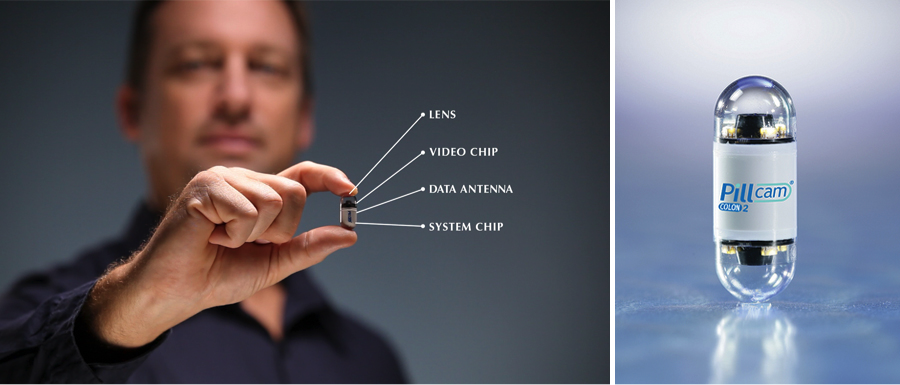 LENS
VIDEO CHIP
DATA ANTENNA
SYSTEM CHIP
Pillcam
COLON 2